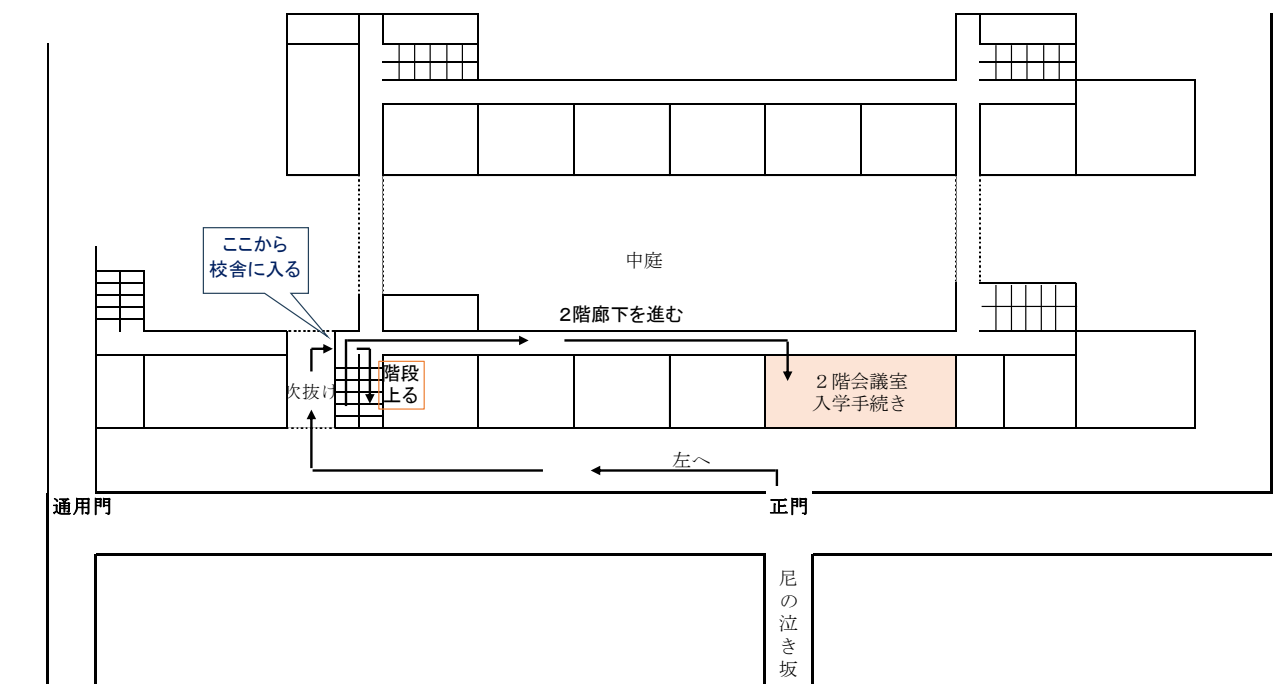 ここから
校舎に入る
中庭
２階廊下を進む
階段
上る
吹抜け
２階会議室
入学手続き
左へ
通用門
正門
尼の泣き坂